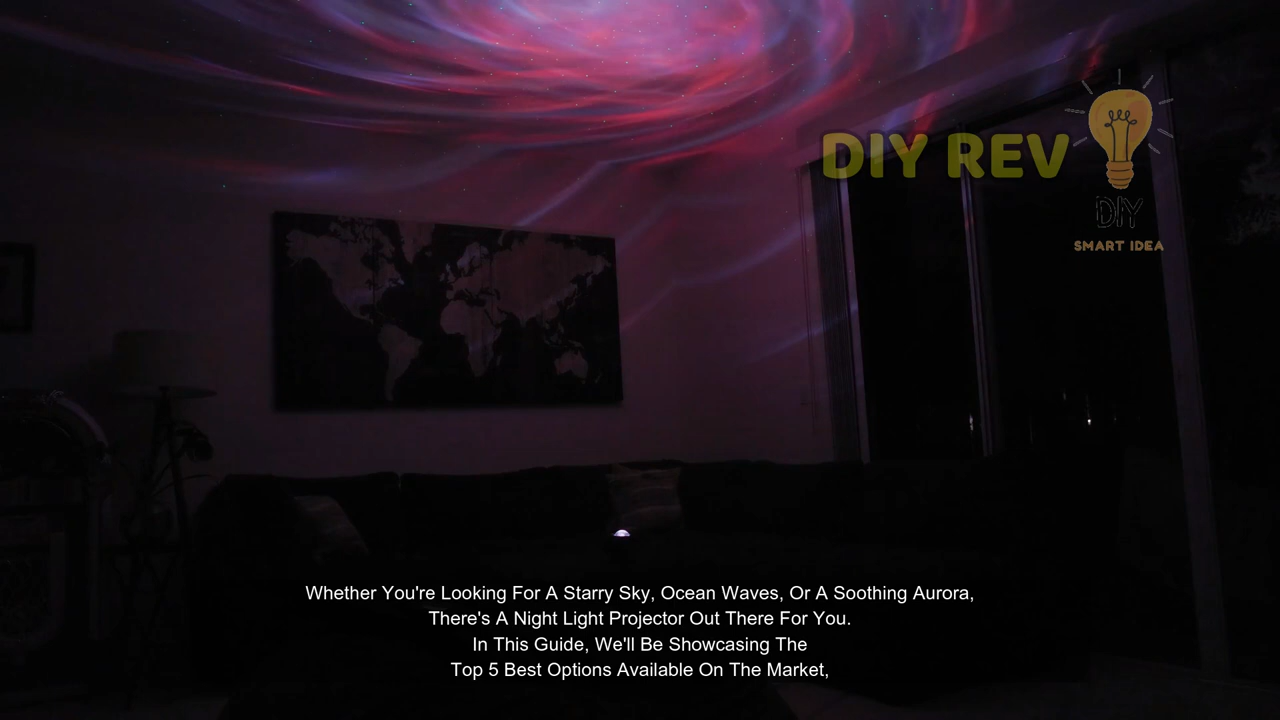 DIY REV
DIY
SMART IDEA
Whether You're Looking For A Starry Sky, Ocean Waves, Or A Soothing Aurora,
There's A Night Light Projector Out There For You.
In This Guide, We'll Be Showcasing The
Top 5 Best Options Available On The Market,